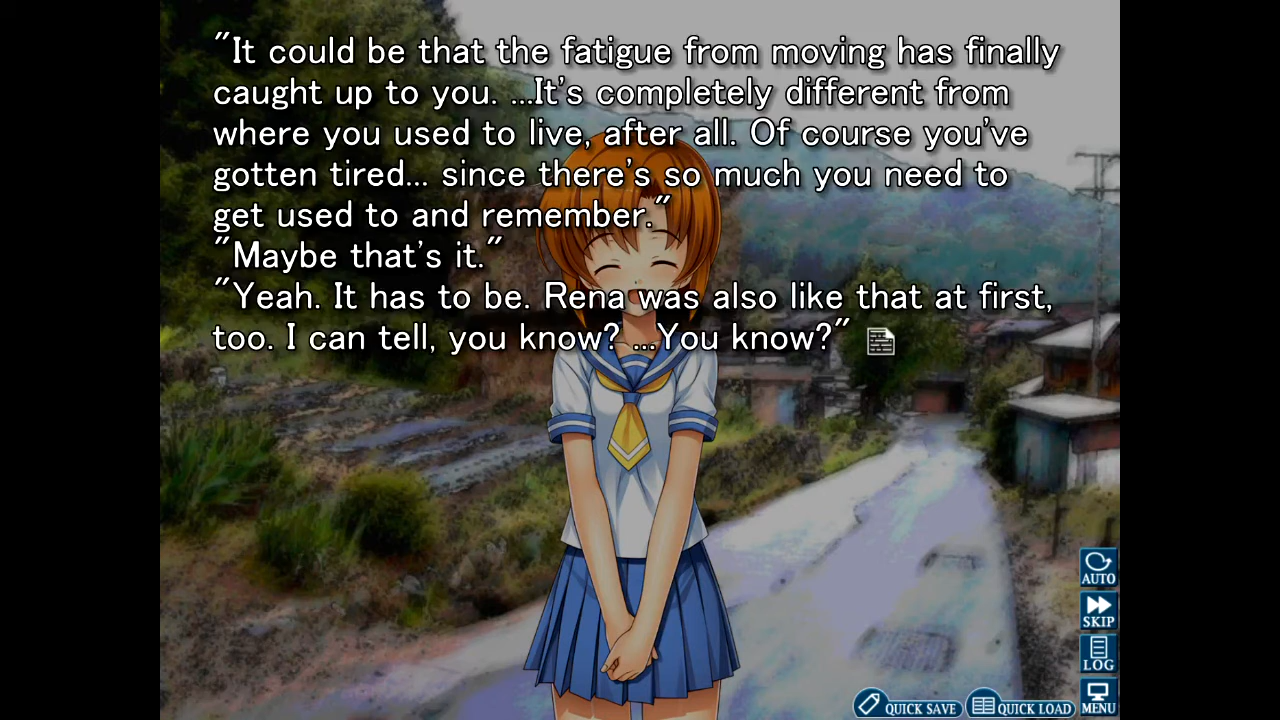 "It could be that the fatigue from moving has finally
caught up to you. ...It's completely different from
where you used to live, after all. Of course you've
gotten tired... since there's so much you need to
get used to and remember."
"Maybe that's it."
"Yeah. It has to be. Rena was also like that at first,
too. I can tell, you know? ...You know?"
AUTO
SKIP
LOG
MENU
QUICK SAVE
QUICK LOAD